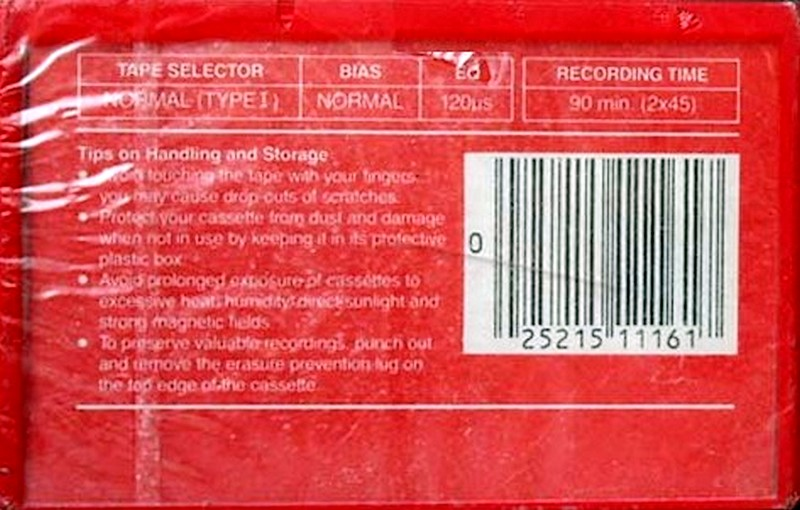 TAPE SELECTOR BIAS EQ RECORDING TIME
NORMAL (TYPE I) NORMAL 120µs 90 min. (2x45)
Tips on Handling and Storage
• Avoid touching the tape with your fingers:
you may cause drop-outs of scratches.
• Protect your cassette from dust and damage
when not in use by keeping it in its protective
plastic box
• Avoid prolonged exposure of cassettes to
excessive heat, humidity, direct sunlight and
strong magnetic fields
• To preserve valuable recordings, punch out
and remove the erasure prevention lug on
the top edge of the cassette.
0
25215 11161